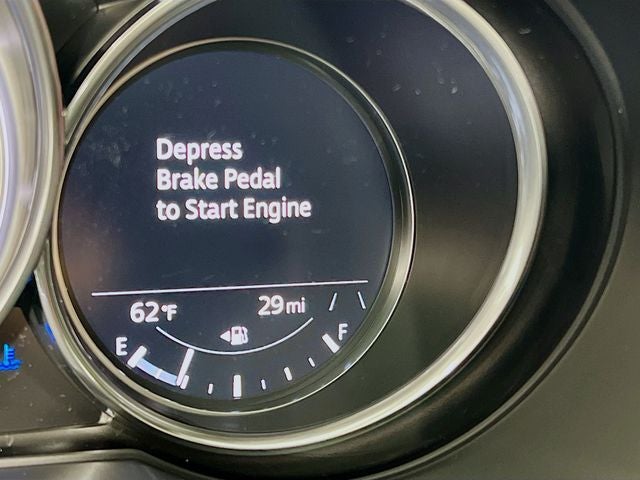 Depress
Brake Pedal
to Start Engine
62°F 29mi
E F